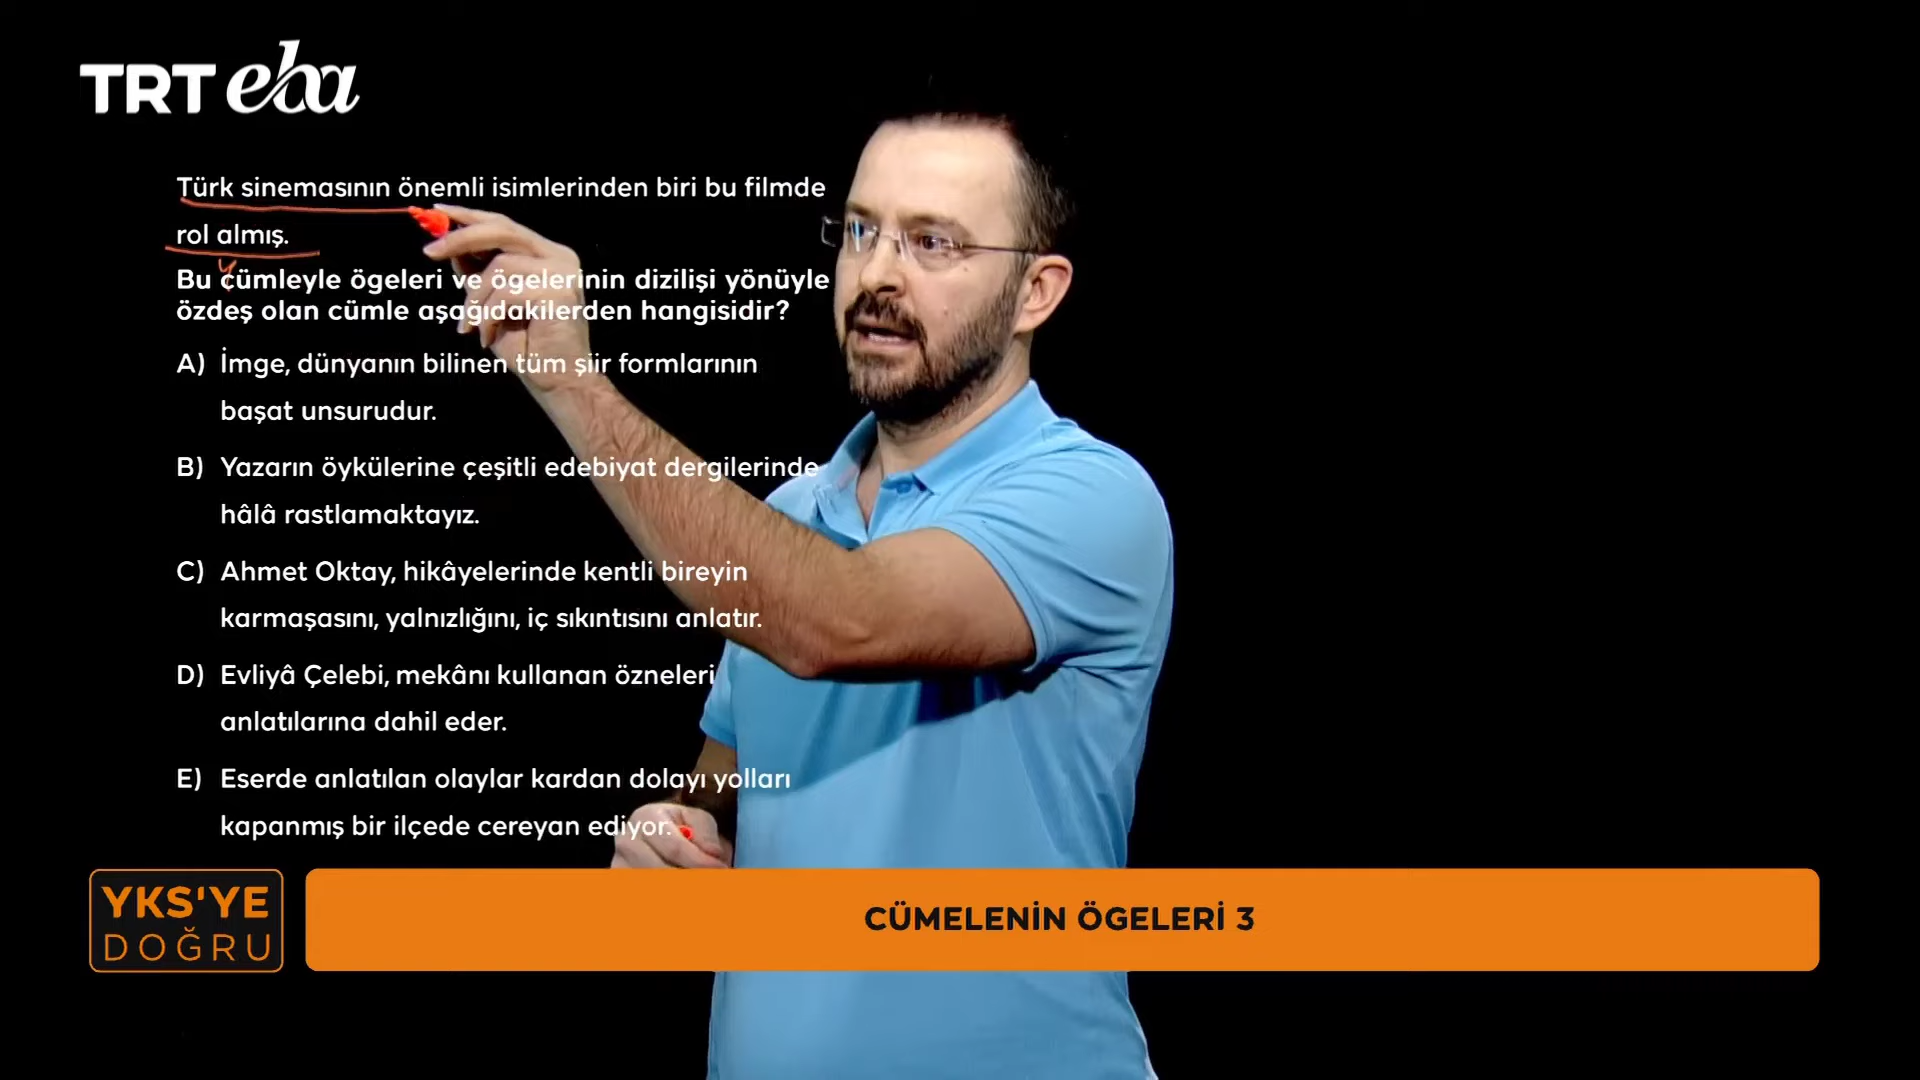 TRT eba
Türk sinemasının önemli isimlerinden biri bu filmde
rol almış.
Bu cümleyle ögeleri ve ögelerinin dizilişi yönüyle
özdeş olan cümle aşağıdakilerden hangisidir?
A) İmge, dünyanın bilinen tüm şiir formlarının
başat unsurudur.
B) Yazarın öykülerine çeşitli edebiyat dergilerinde
hâlâ rastlamaktayız.
C) Ahmet Oktay, hikâyelerinde kentli bireyin
karmaşasını, yalnızlığını, iç sıkıntısını anlatır.
D) Evliyâ Çelebi, mekânı kullanan özneleri
anlatılarına dahil eder.
E) Eserde anlatılan olaylar kardan dolayı yolları
kapanmış bir ilçede cereyan ediyor.
YKS'YE
DOĞRU
CÜMELENİN ÖGELERİ 3